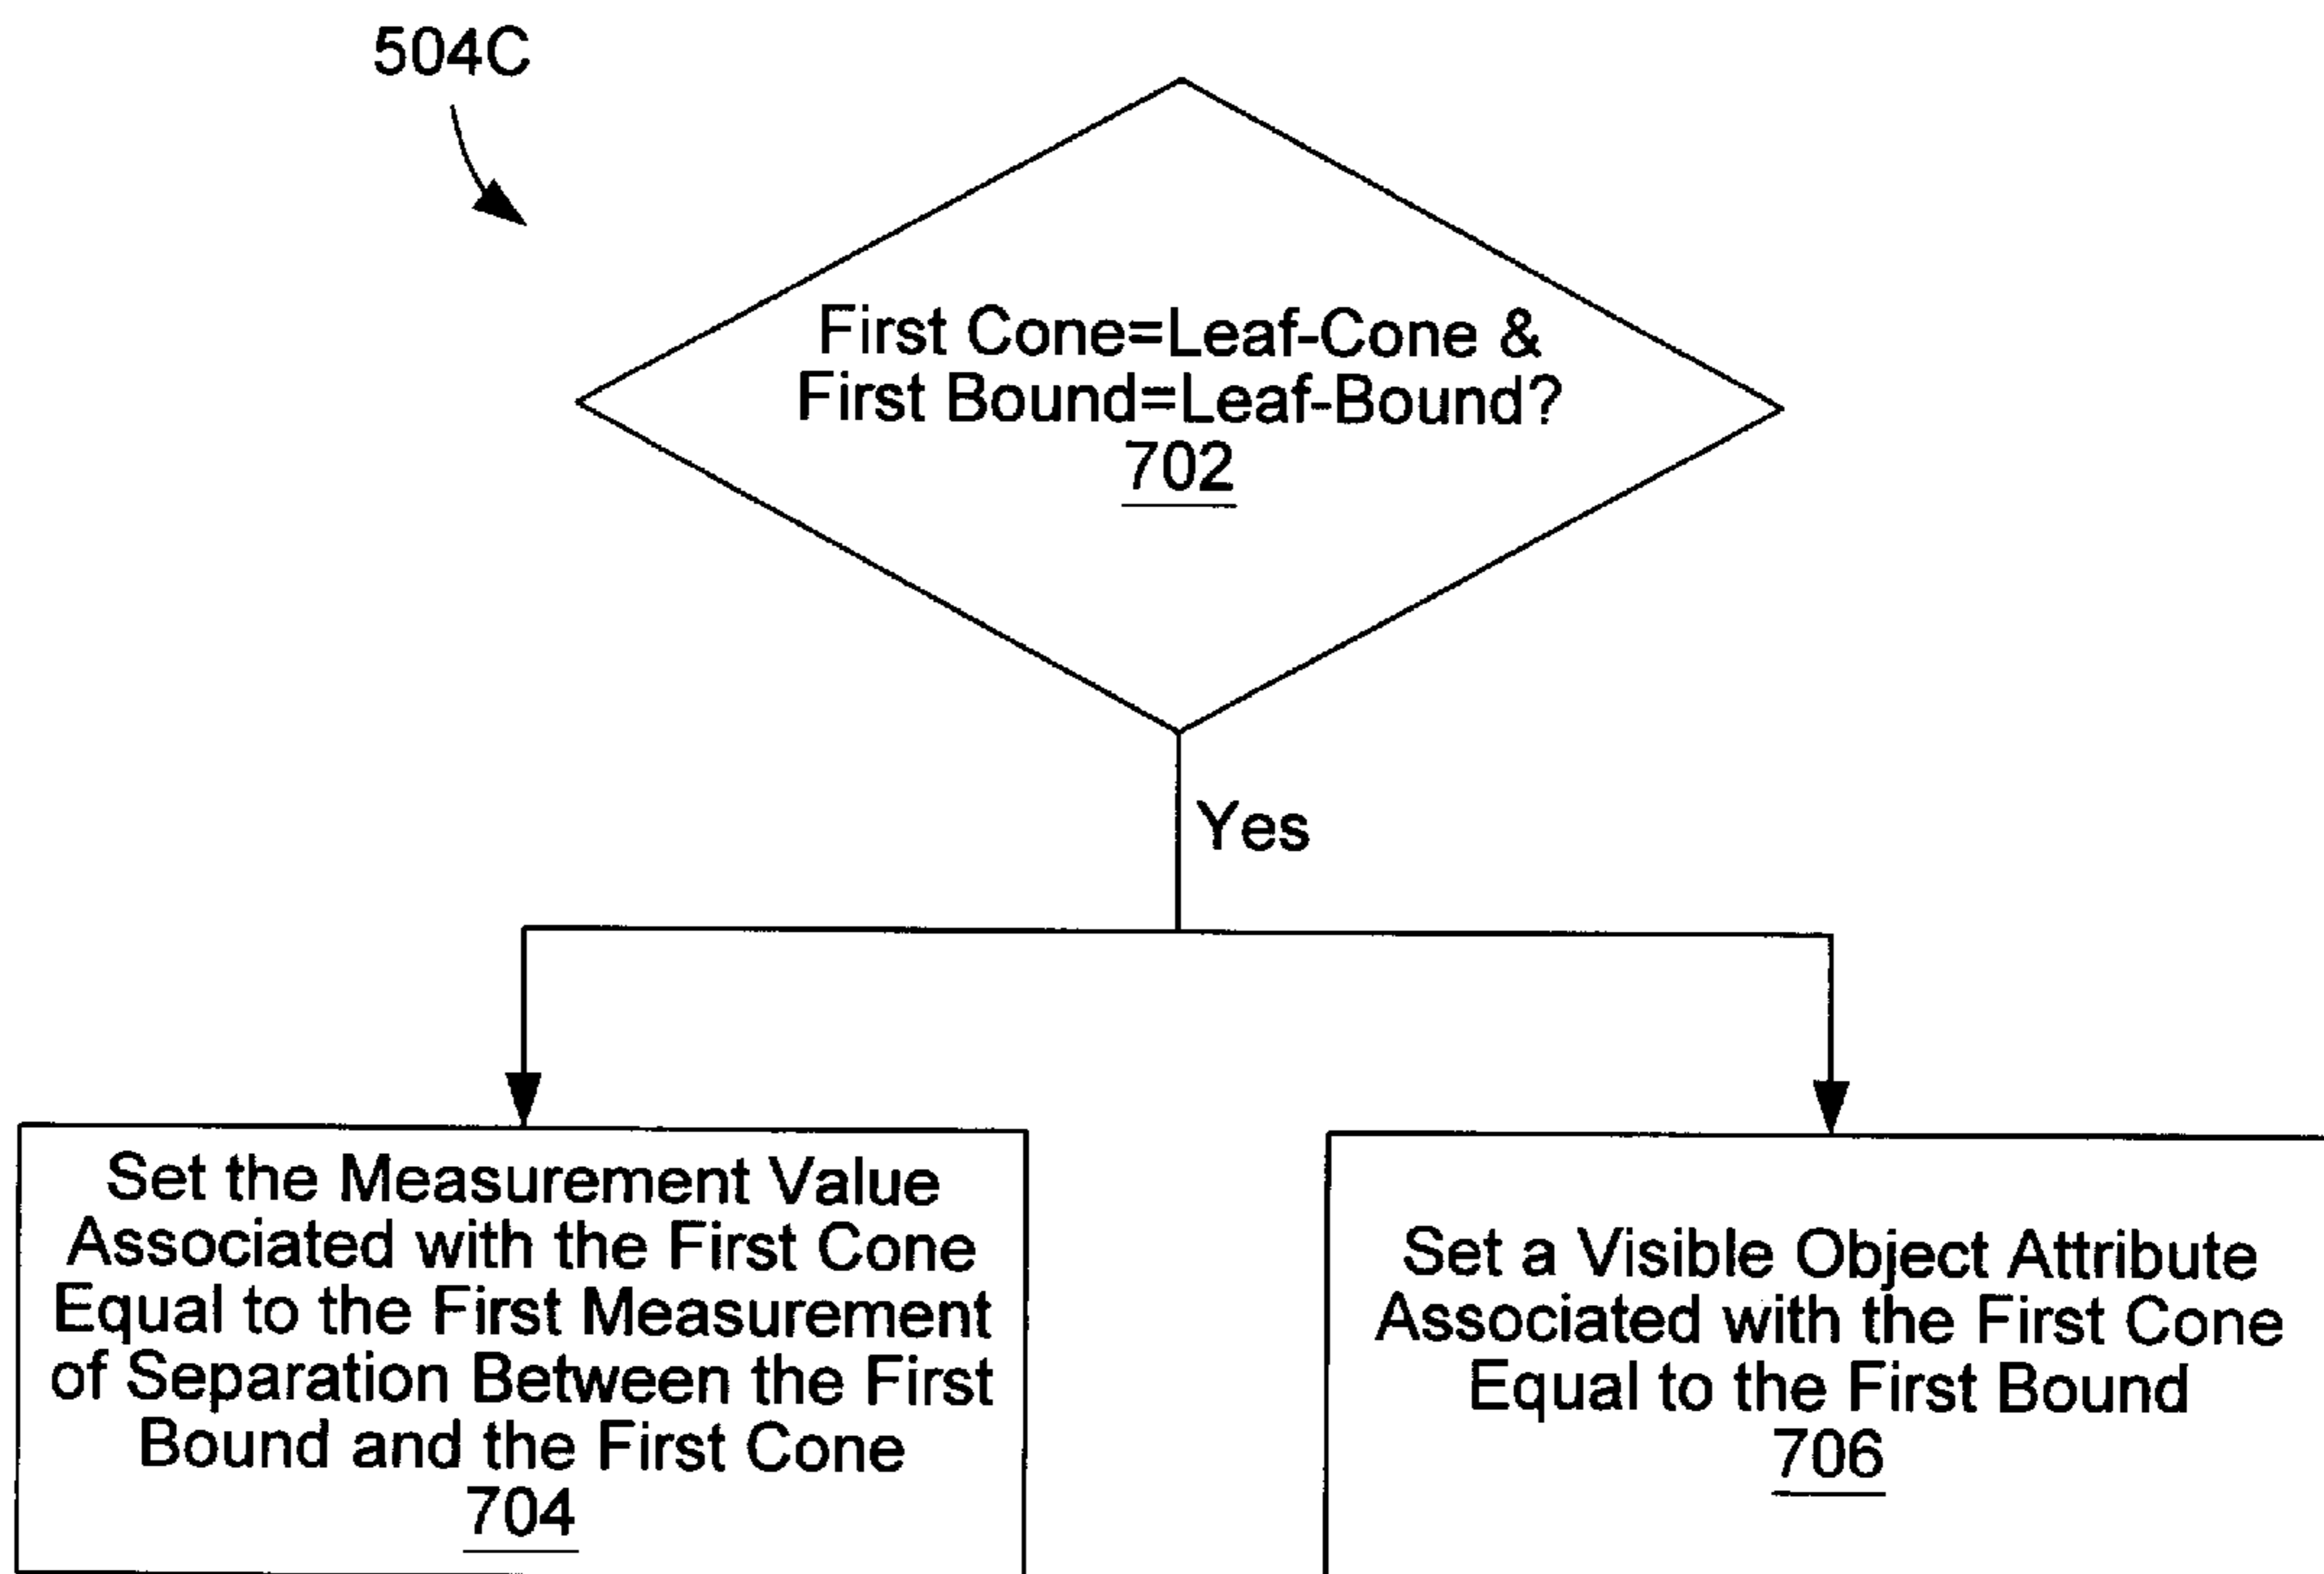 504C
First Cone=Leaf-Cone &
First Bound=Leaf-Bound?
702
Yes
Set the Measurement Value
Associated with the First Cone
Equal to the First Measurement
of Separation Between the First
Bound and the First Cone
704
Set a Visible Object Attribute
Associated with the First Cone
Equal to the First Bound
706